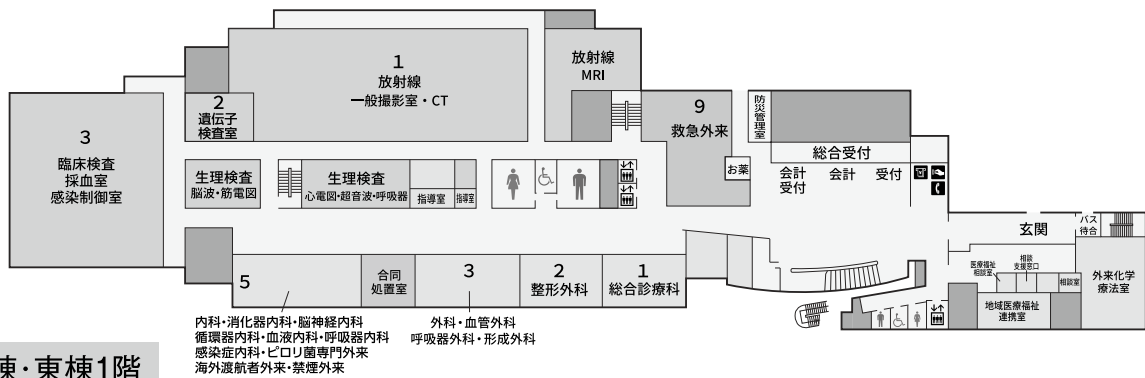 1
放射線
一般撮影室・CT
放射線
MRI
2
遺伝子
検査室
3
臨床検査
採血室
感染制御室
9
救急外来
防災管理室
総合受付
会計
受付
会計
受付
お薬
生理検査
脳波・筋電図
生理検査
心電図・超音波・呼吸器
指導室
指導室
玄関
バス
待合
医療福祉
相談室
相談
支援窓口
相談室
外来化学
療法室
地域医療福祉
連携室
5
合同
処置室
3
2
整形外科
1
総合診療科
内科・消化器内科・脳神経内科
循環器内科・血液内科・呼吸器内科
感染症内科・ピロリ菌専門外来
海外渡航者外来・禁煙外来
外科・血管外科
呼吸器外科・形成外科
棟・東棟1階